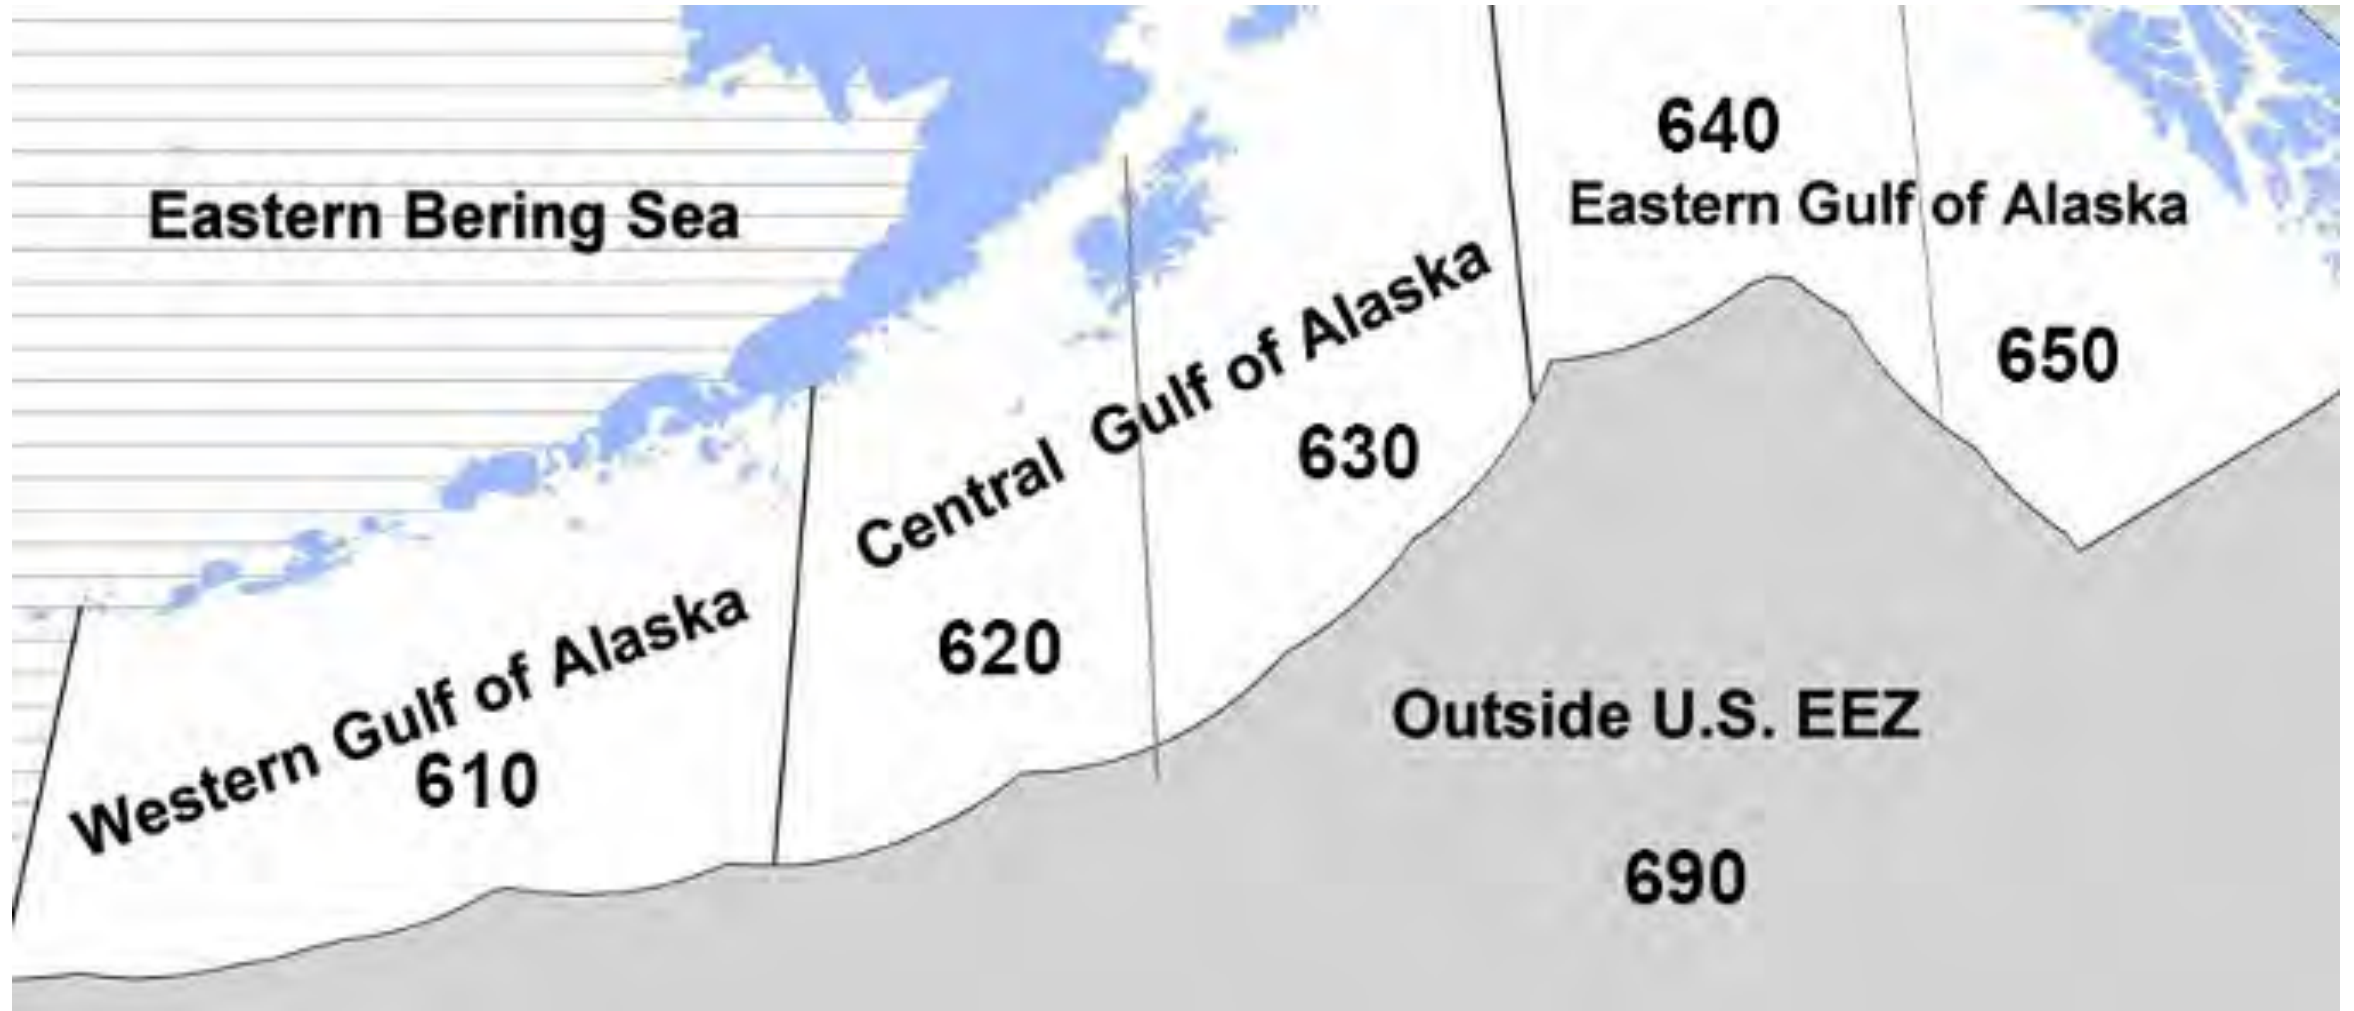 640
Eastern Bering Sea
Eastern Gulf of Alaska
Central Gulf of Alaska
650
630
Western Gulf of Alaska
620
610
Outside U.S. EEZ
690